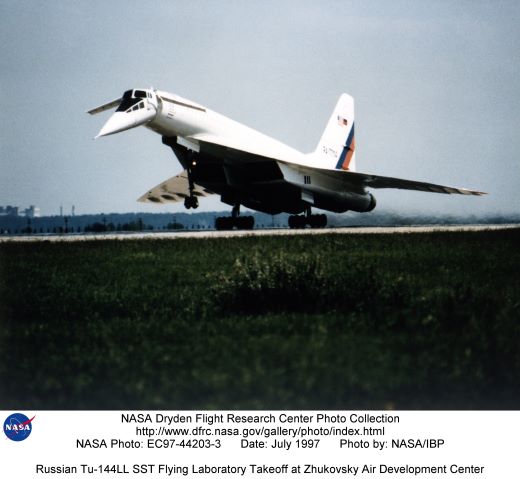 RA-77114
NASA
NASA Dryden Flight Research Center Photo Collection
http://www.dfrc.nasa.gov/gallery/photo/index.html
NASA Photo: EC97-44203-3 Date: July 1997 Photo by: NASA/IBP
Russian Tu-144LL SST Flying Laboratory Takeoff at Zhukovsky Air Development Center